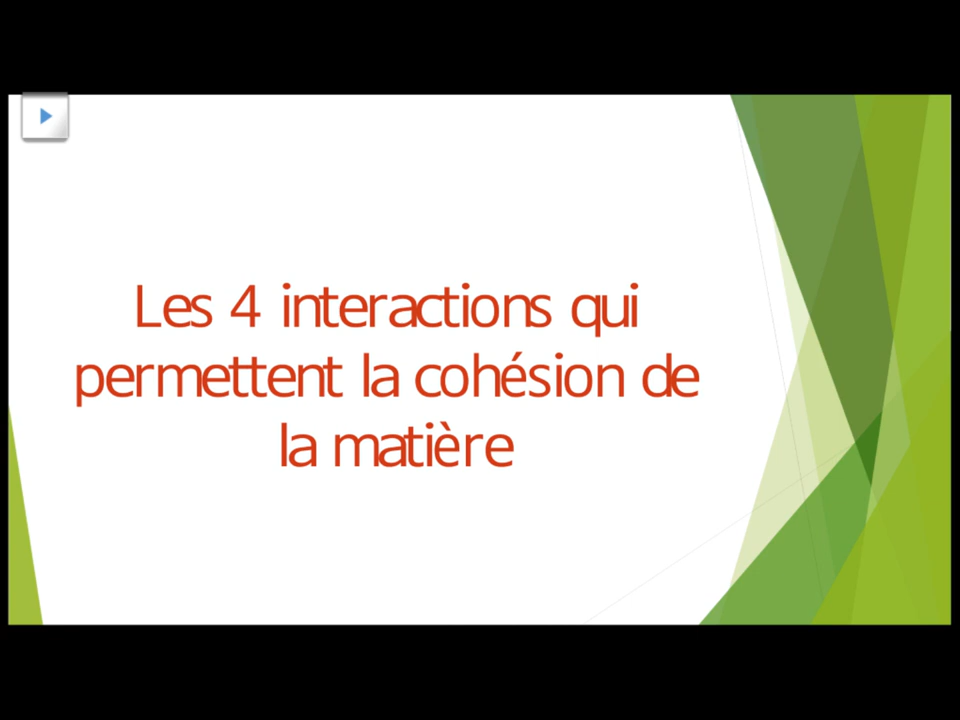 Les 4 interactions qui
permettent la cohésion de
la matière